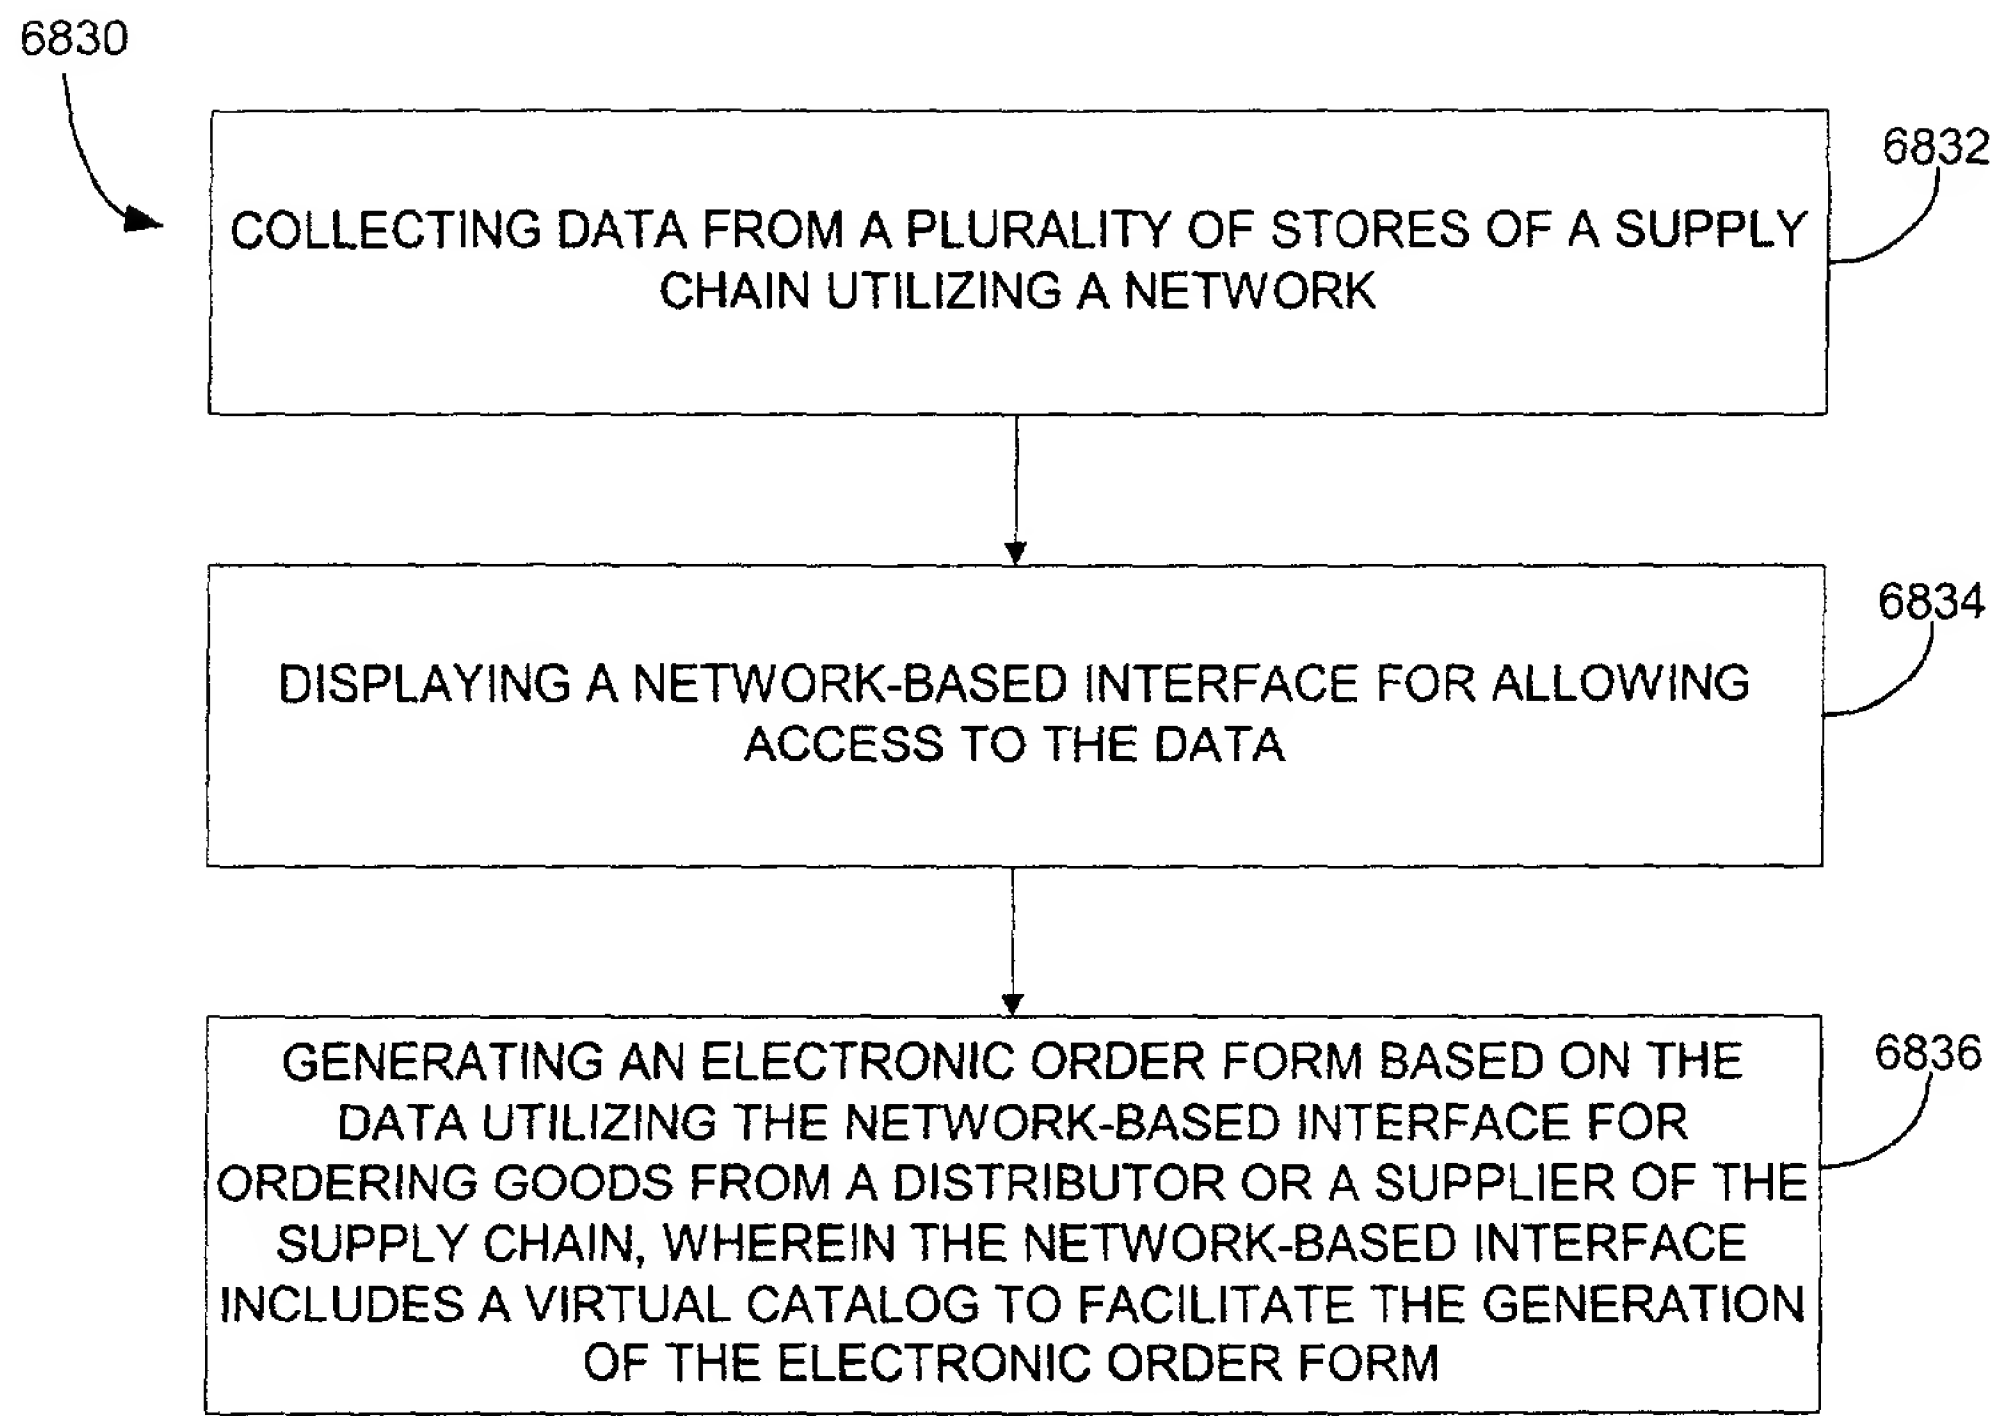 6830
6832
COLLECTING DATA FROM A PLURALITY OF STORES OF A SUPPLY
CHAIN UTILIZING A NETWORK
6834
DISPLAYING A NETWORK-BASED INTERFACE FOR ALLOWING
ACCESS TO THE DATA
6836
GENERATING AN ELECTRONIC ORDER FORM BASED ON THE
DATA UTILIZING THE NETWORK-BASED INTERFACE FOR
ORDERING GOODS FROM A DISTRIBUTOR OR A SUPPLIER OF THE
SUPPLY CHAIN, WHEREIN THE NETWORK-BASED INTERFACE
INCLUDES A VIRTUAL CATALOG TO FACILITATE THE GENERATION
OF THE ELECTRONIC ORDER FORM